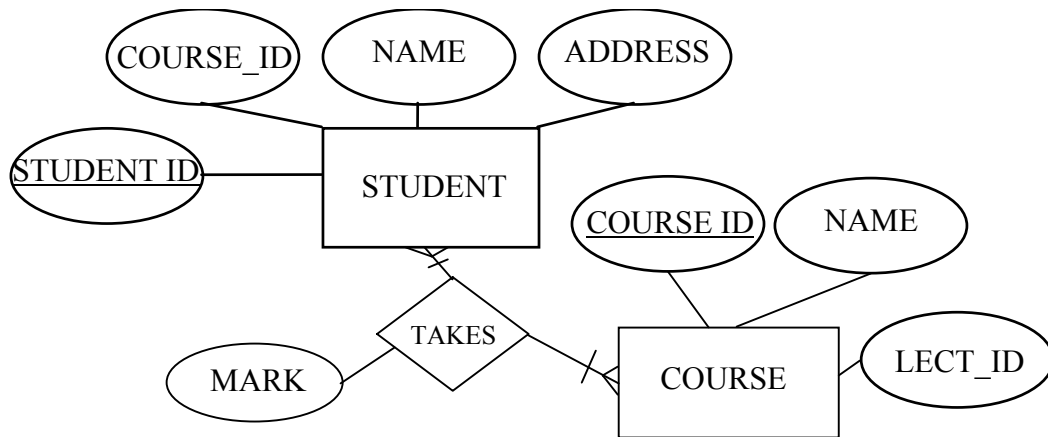 COURSE_ID
NAME
ADDRESS
STUDENT ID
STUDENT
COURSE ID
NAME
TAKES
LECT_ID
MARK
COURSE